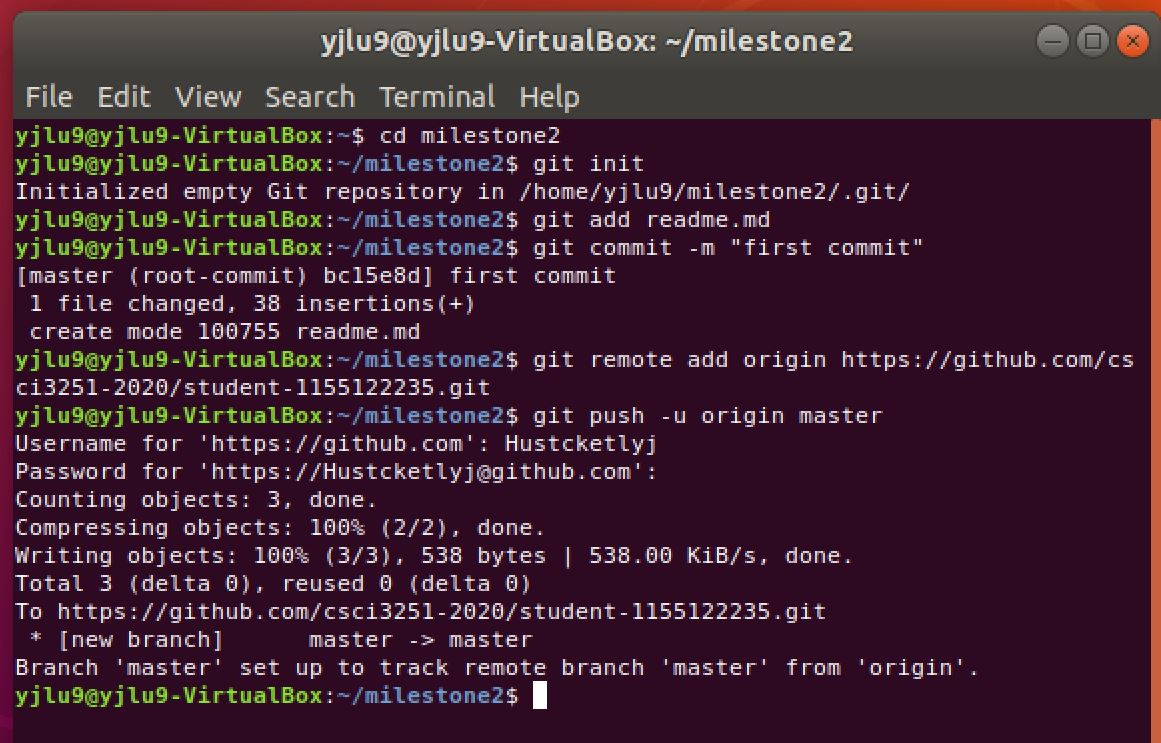 yjlu9@yjlu9-VirtualBox: ~/milestone2
File Edit View Search Terminal Help
yjlu9@yjlu9-VirtualBox:~$ cd milestone2
yjlu9@yjlu9-VirtualBox:~/milestone2$ git init
Initialized empty Git repository in /home/yjlu9/milestone2/.git/
yjlu9@yjlu9-VirtualBox:~/milestone2$ git add readme.md
yjlu9@yjlu9-VirtualBox:~/milestone2$ git commit -m "first commit"
[master (root-commit) bc15e8d] first commit
 1 file changed, 38 insertions(+)
 create mode 100755 readme.md
yjlu9@yjlu9-VirtualBox:~/milestone2$ git remote add origin https://github.com/cs
ci3251-2020/student-1155122235.git
yjlu9@yjlu9-VirtualBox:~/milestone2$ git push -u origin master
Username for 'https://github.com': Hustcketlyj
Password for 'https://Hustcketlyj@github.com':
Counting objects: 3, done.
Compressing objects: 100% (2/2), done.
Writing objects: 100% (3/3), 538 bytes | 538.00 KiB/s, done.
Total 3 (delta 0), reused 0 (delta 0)
To https://github.com/csci3251-2020/student-1155122235.git
 * [new branch]      master -> master
Branch 'master' set up to track remote branch 'master' from 'origin'.
yjlu9@yjlu9-VirtualBox:~/milestone2$